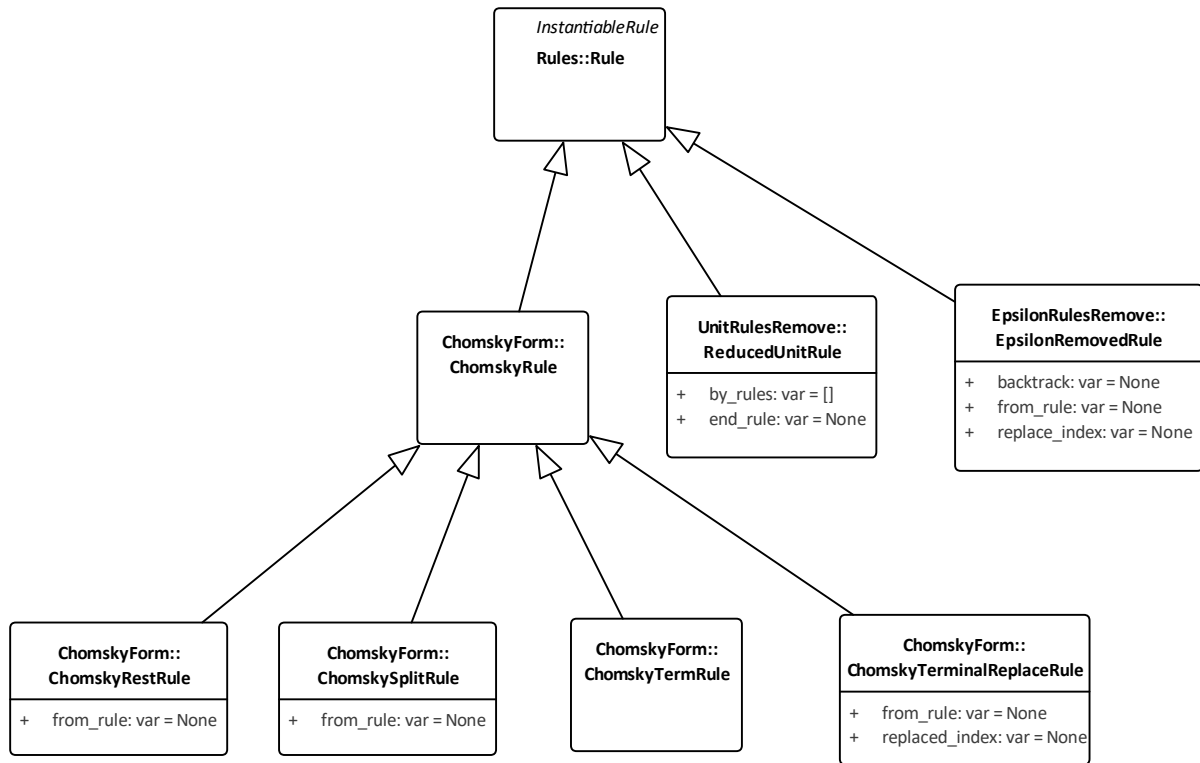 InstantiableRule
Rules::Rule
ChomskyForm::
ChomskyRule
UnitRulesRemove::
ReducedUnitRule
+ by_rules: var = []
+ end_rule: var = None
EpsilonRulesRemove::
EpsilonRemovedRule
+ backtrack: var = None
+ from_rule: var = None
+ replace_index: var = None
ChomskyForm::
ChomskyRestRule
+ from_rule: var = None
ChomskyForm::
ChomskySplitRule
+ from_rule: var = None
ChomskyForm::
ChomskyTermRule
ChomskyForm::
ChomskyTerminalReplaceRule
+ from_rule: var = None
+ replaced_index: var = None